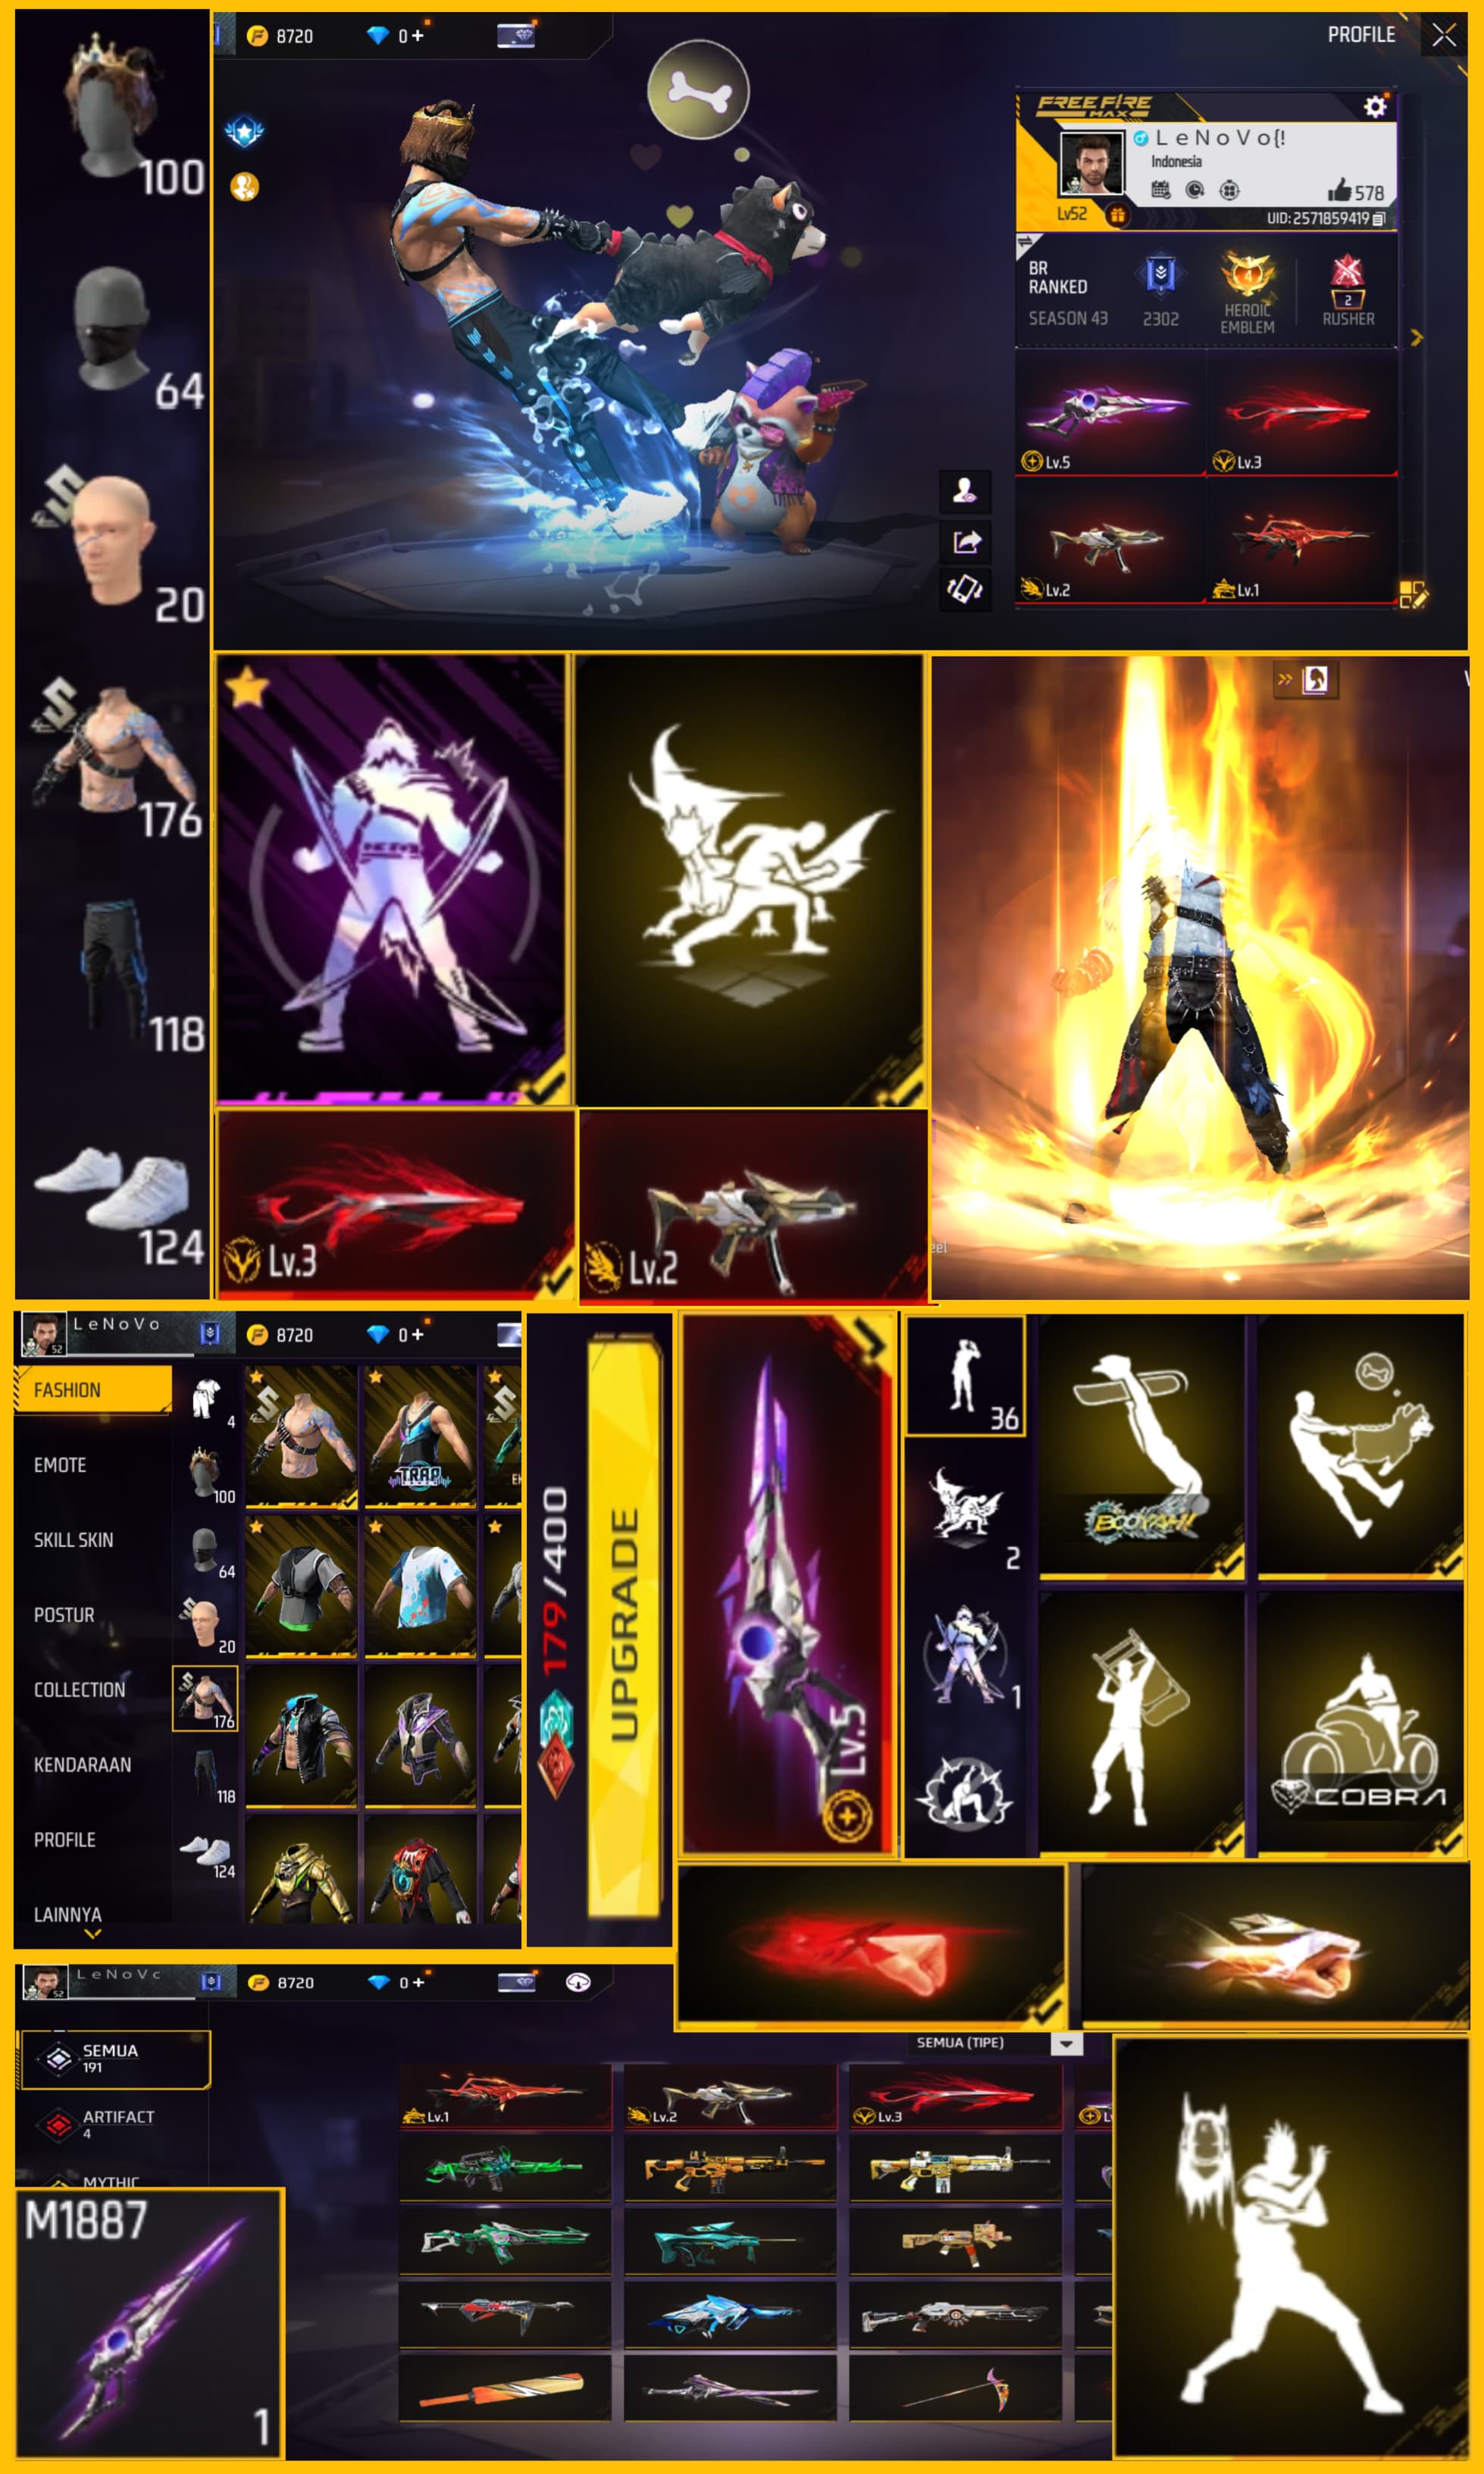 8720
0+
PROFILE
100
64
20
176
118
124
FREE FIRE
MAX
L e N o V o{!
Indonesia
578
Lv52
UID:2571859419
BR
RANKED
SEASON 43
2302
4
HEROIC
EMBLEM
2
RUSHER
Lv.5
Lv.3
Lv.2
Lv.1
Lv.3
Lv.2
eel
L e N o V o
52
8720
0+
FASHION
EMOTE
SKILL SKIN
POSTUR
COLLECTION
KENDARAAN
PROFILE
LAINNYA
4
100
64
20
176
118
124
TRAP
179/400
UPGRADE
Lv.5
36
2
1
BOOYAH!
COBRA
52
8720
0+
SEMUA
191
ARTIFACT
4
MYTHIC
SEMUA (TIPE)
Lv.1
Lv.2
Lv.3
M1887
1